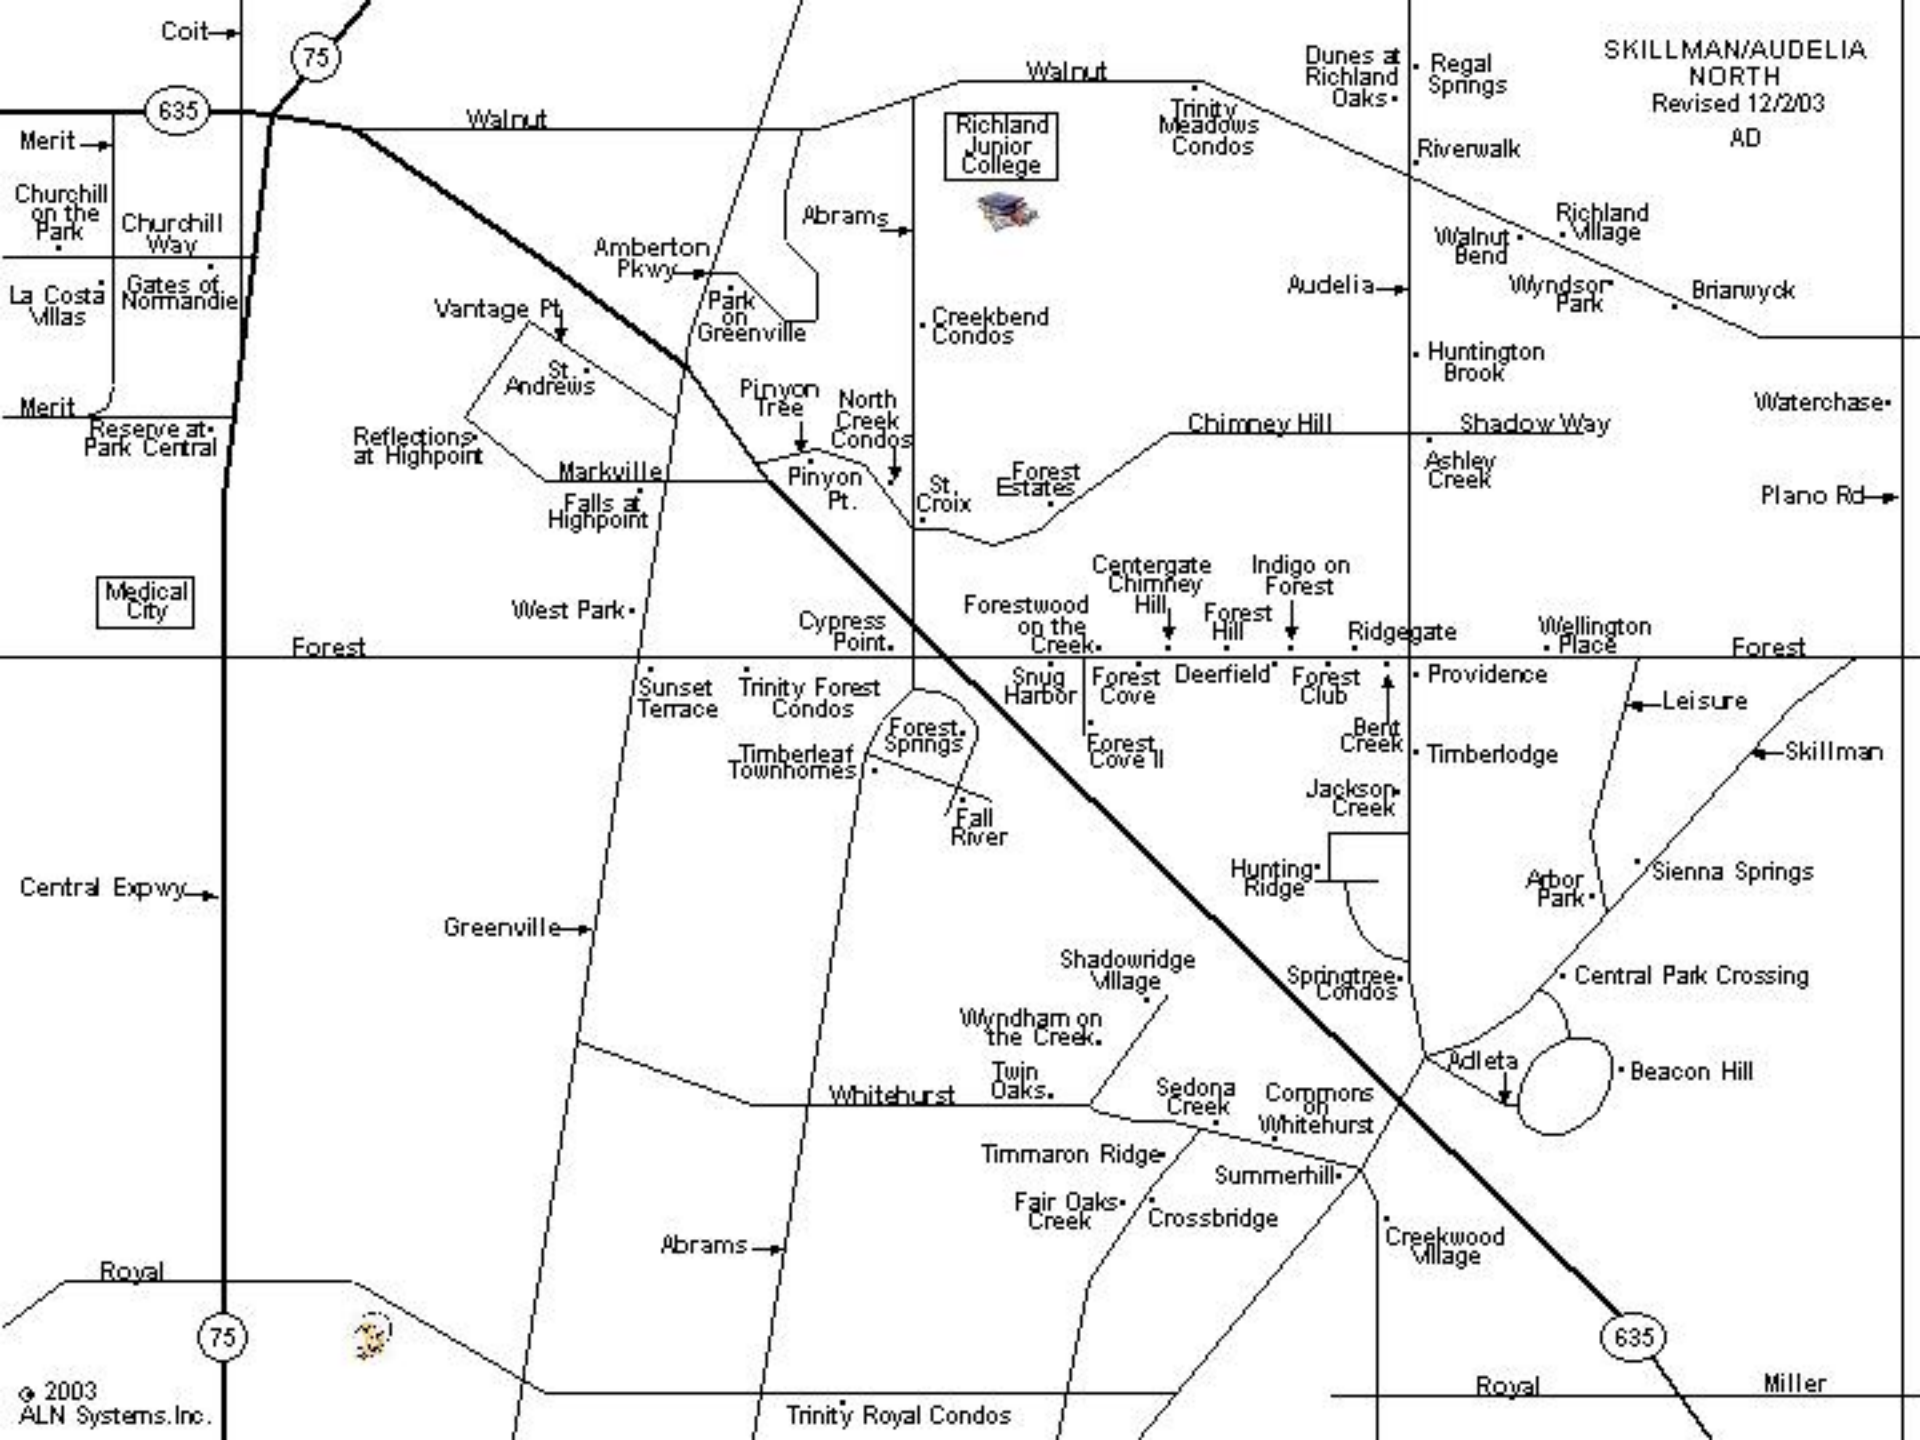 SKILLMAN/AUDELIA
NORTH
Revised 12/2/03
AD
Coit
75
635
Merit
Churchill
on the
Park
Churchill
Way
La Costa
Villas
Gates of
Normandie
Merit
Reserve at
Park Central
Walnut
Walnut
Dunes at
Richland
Oaks
Regal
Springs
Trinity
Meadows
Condos
Richland
Junior
College
Riverwalk
Abrams
Amberton
Pkwy
Park
on
Greenville
Richland
Village
Walnut
Bend
Wyndsor
Park
Briarwyck
Audelia
Vantage Pt.
St.
Andrews
Creekbend
Condos
Huntington
Brook
Waterchase
Pinyon
Tree
North
Creek
Condos
Chimney Hill
Shadow Way
Reflections
at Highpoint
Markville
Falls at
Highpoint
Pinyon
Pt.
St.
Croix
Forest
Estates
Ashley
Creek
Plano Rd
Medical
City
West Park
Cypress
Point
Forestwood
on the
Creek
Centergate
Chimney
Hill
Forest
Hill
Indigo on
Forest
Ridgegate
Wellington
Place
Forest
Forest
Sunset
Terrace
Trinity Forest
Condos
Snug
Harbor
Forest
Cove
Deerfield
Forest
Club
Providence
Leisure
Forest
Springs
Forest
Cove II
Bent
Creek
Timberlodge
Skillman
Timberleaf
Townhomes
Fall
River
Jackson
Creek
Hunting
Ridge
Arbor
Park
Sienna Springs
Central Expwy
Greenville
Shadowridge
Village
Springtree
Condos
Central Park Crossing
Wyndham on
the Creek
Twin
Oaks
Whitehurst
Sedona
Creek
Commons
on
Whitehurst
Adleta
Beacon Hill
Timmaron Ridge
Summerhill
Fair Oaks
Creek
Crossbridge
Creekwood
Village
Abrams
Royal
75
635
© 2003
ALN Systems.Inc.
Trinity Royal Condos
Royal
Miller